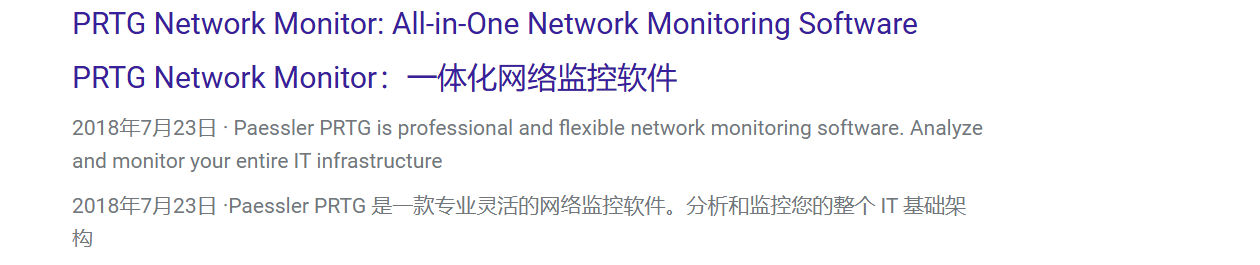 PRTG Network Monitor: All-in-One Network Monitoring Software
PRTG Network Monitor：一体化网络监控软件
2018年7月23日 · Paessler PRTG is professional and flexible network monitoring software. Analyze
and monitor your entire IT infrastructure
2018年7月23日 ·Paessler PRTG 是一款专业灵活的网络监控软件。分析和监控您的整个 IT 基础架
构